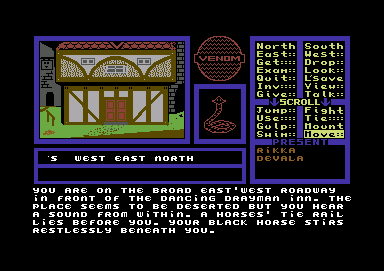 VENOM
North South
East:: West::
Get::: Drop::
Exam:: Look::
Quit:: L'Save
Inv::: View::
Give:: Talk::
SCROLL
Jump:: Fight
Use::: Tie:::
Gulp:: Mount
Swim:: Move::
PRESENT
RIKKA
DEVALA
'S WEST EAST NORTH
YOU ARE ON THE BROAD EAST'WEST ROADWAY
IN FRONT OF THE DANCING DRAYMAN INN. THE
PLACE SEEMS TO BE DESERTED BUT YOU HEAR
A SOUND FROM WITHIN. A HORSES' TIE RAIL
LIES BEFORE YOU. YOUR BLACK HORSE STIRS
RESTLESSLY BENEATH YOU.